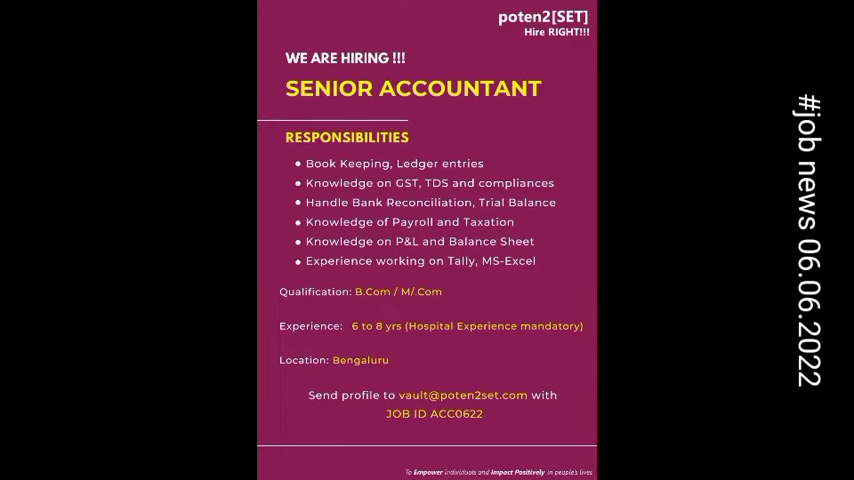 poten2[SET]
Hire RIGHT!!!
WE ARE HIRING !!!
SENIOR ACCOUNTANT
RESPONSIBILITIES
• Book Keeping, Ledger entries
• Knowledge on GST, TDS and compliances
• Handle Bank Reconciliation, Trial Balance
• Knowledge of Payroll and Taxation
• Knowledge on P&L and Balance Sheet
• Experience working on Tally, MS-Excel
Qualification: B.Com / M/.Com
Experience: 6 to 8 yrs (Hospital Experience mandatory)
Location: Bengaluru
Send profile to vault@poten2set.com with
JOB ID ACC0622
To Empower Individuals and Impact Positively in people's lives
#job news 06.06.2022